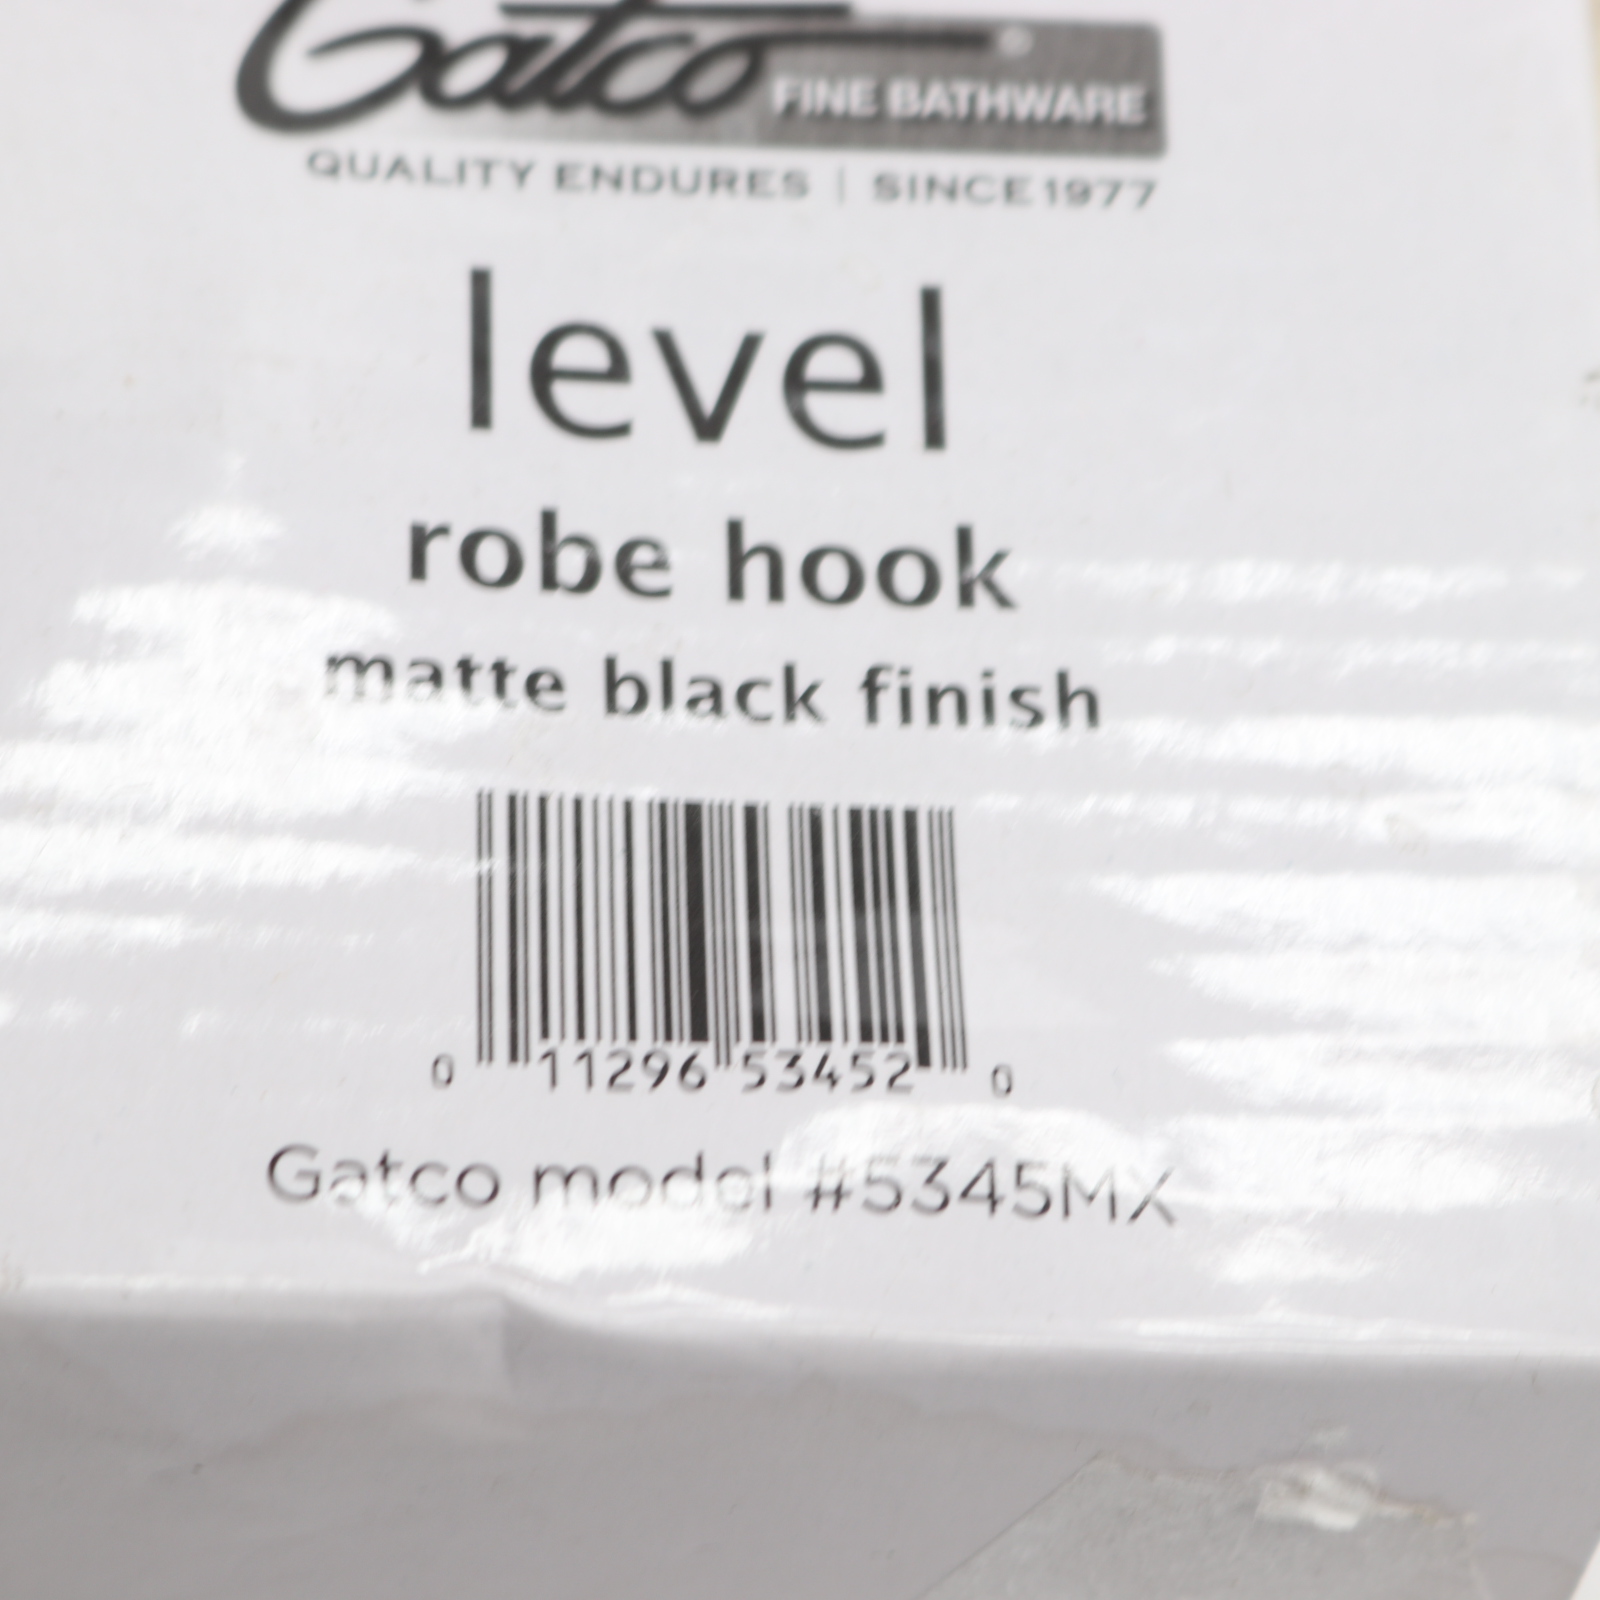 Gatco® FINE BATHWARE
QUALITY ENDURES | SINCE 1977
level
robe hook
matte black finish
0 11296 53452 0
Gatco model #5345MX